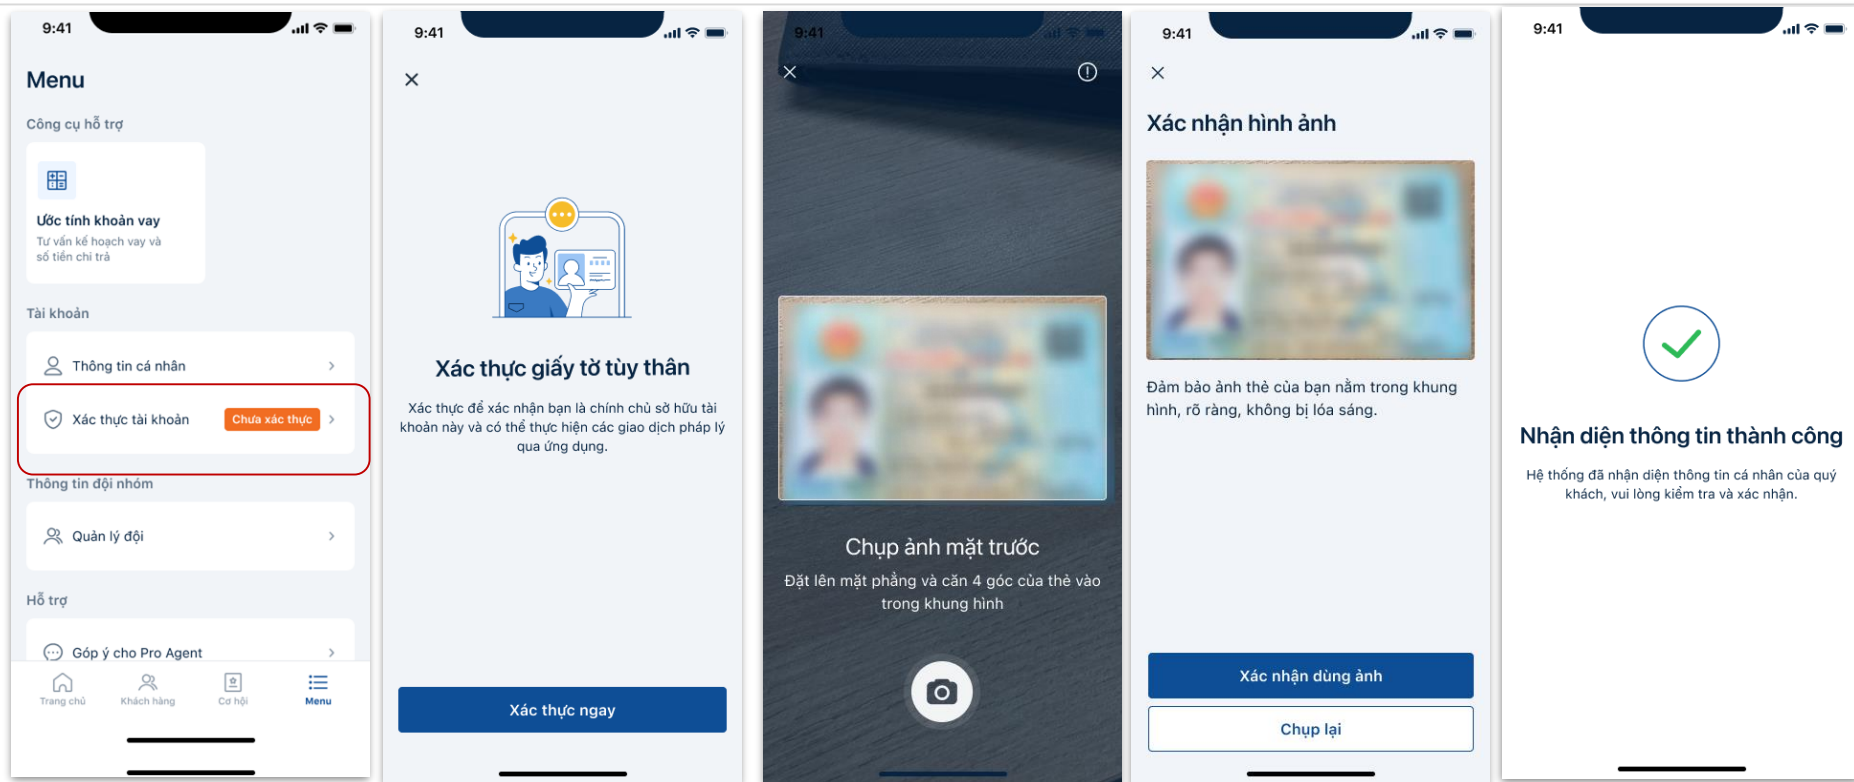 9:41
Menu
Công cụ hỗ trợ
Ước tính khoản vay
Tư vấn kế hoạch vay và
số tiền chi trả
Tài khoản
Thông tin cá nhân
Xác thực tài khoản
Chưa xác thực
Thông tin đội nhóm
Quản lý đội
Hỗ trợ
Góp ý cho Pro Agent
Trang chủ
Khách hàng
Cơ hội
Menu
9:41
Xác thực giấy tờ tùy thân
Xác thực để xác nhận bạn là chính chủ sở hữu tài
khoản này và có thể thực hiện các giao dịch pháp lý
qua ứng dụng.
Xác thực ngay
9:41
Chụp ảnh mặt trước
Đặt lên mặt phẳng và căn 4 góc của thẻ vào
trong khung hình
9:41
Xác nhận hình ảnh
Đảm bảo ảnh thẻ của bạn nằm trong khung
hình, rõ ràng, không bị lóa sáng.
Xác nhận dùng ảnh
Chụp lại
9:41
Nhận diện thông tin thành công
Hệ thống đã nhận diện thông tin cá nhân của quý
khách, vui lòng kiểm tra và xác nhận.